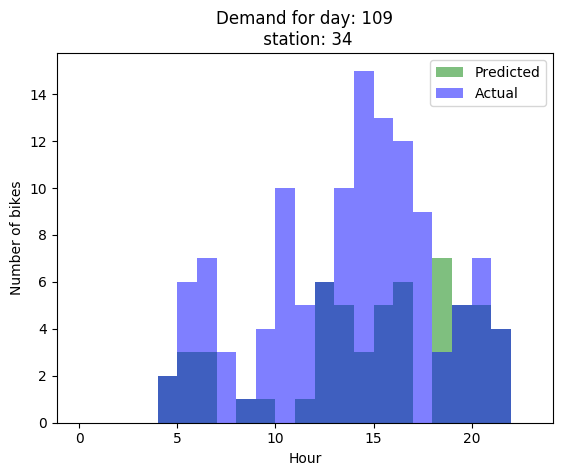 Demand for day: 109
station: 34
Predicted
Actual
Number of bikes
14
12
10
8
6
4
2
0
0 5 10 15 20
Hour